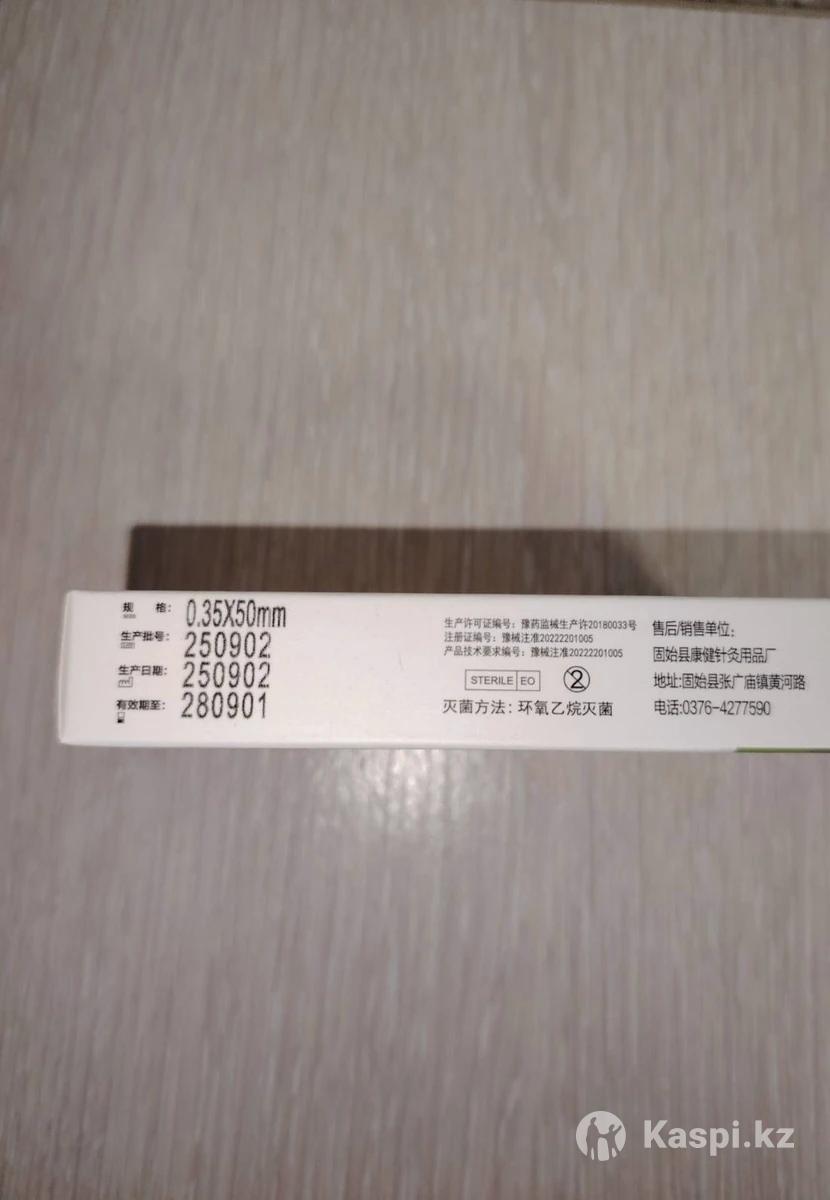 规 格: 0.35X50mm
生产批号: 250902
生产日期: 250902
有效期至: 280901
生产许可证编号: 豫药监械生产许20180033号
注册证编号: 豫械注准20222201005
产品技术要求编号: 豫械注准20222201005
STERILE EO 2
灭菌方法: 环氧乙烷灭菌
售后/销售单位:
固始县康健针灸用品厂
地址:固始县张广庙镇黄河路
电话:0376-4277590
Kaspi.kz